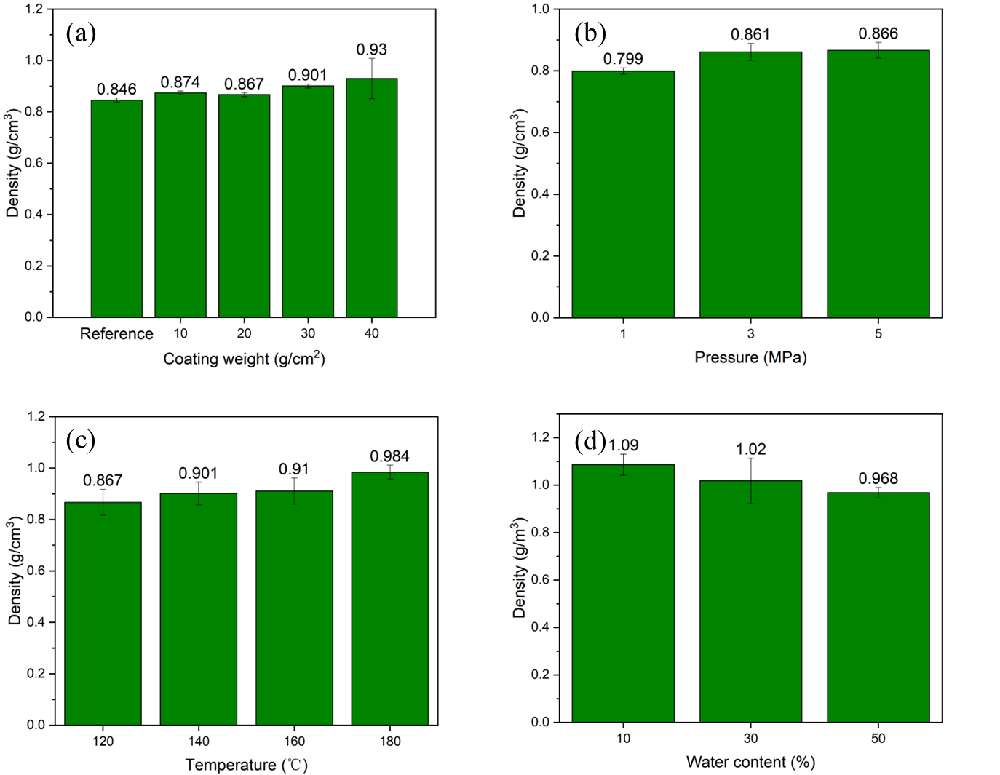 (a)
1.2
1.0
0.8
0.6
0.4
0.2
0.0
Density (g/cm³)
0.846
0.874
0.867
0.901
0.93
Reference 10 20 30 40
Coating weight (g/cm²)
(b)
1.0
0.8
0.6
0.4
0.2
0.0
Density (g/cm³)
0.799
0.861
0.866
1 3 5
Pressure (MPa)
(c)
1.2
1.0
0.8
0.6
0.4
0.2
0.0
Density (g/cm³)
0.867
0.901
0.91
0.984
120 140 160 180
Temperature (℃)
(d)
1.2
1.0
0.8
0.6
0.4
0.2
0.0
Density (g/m³)
1.09
1.02
0.968
10 30 50
Water content (%)